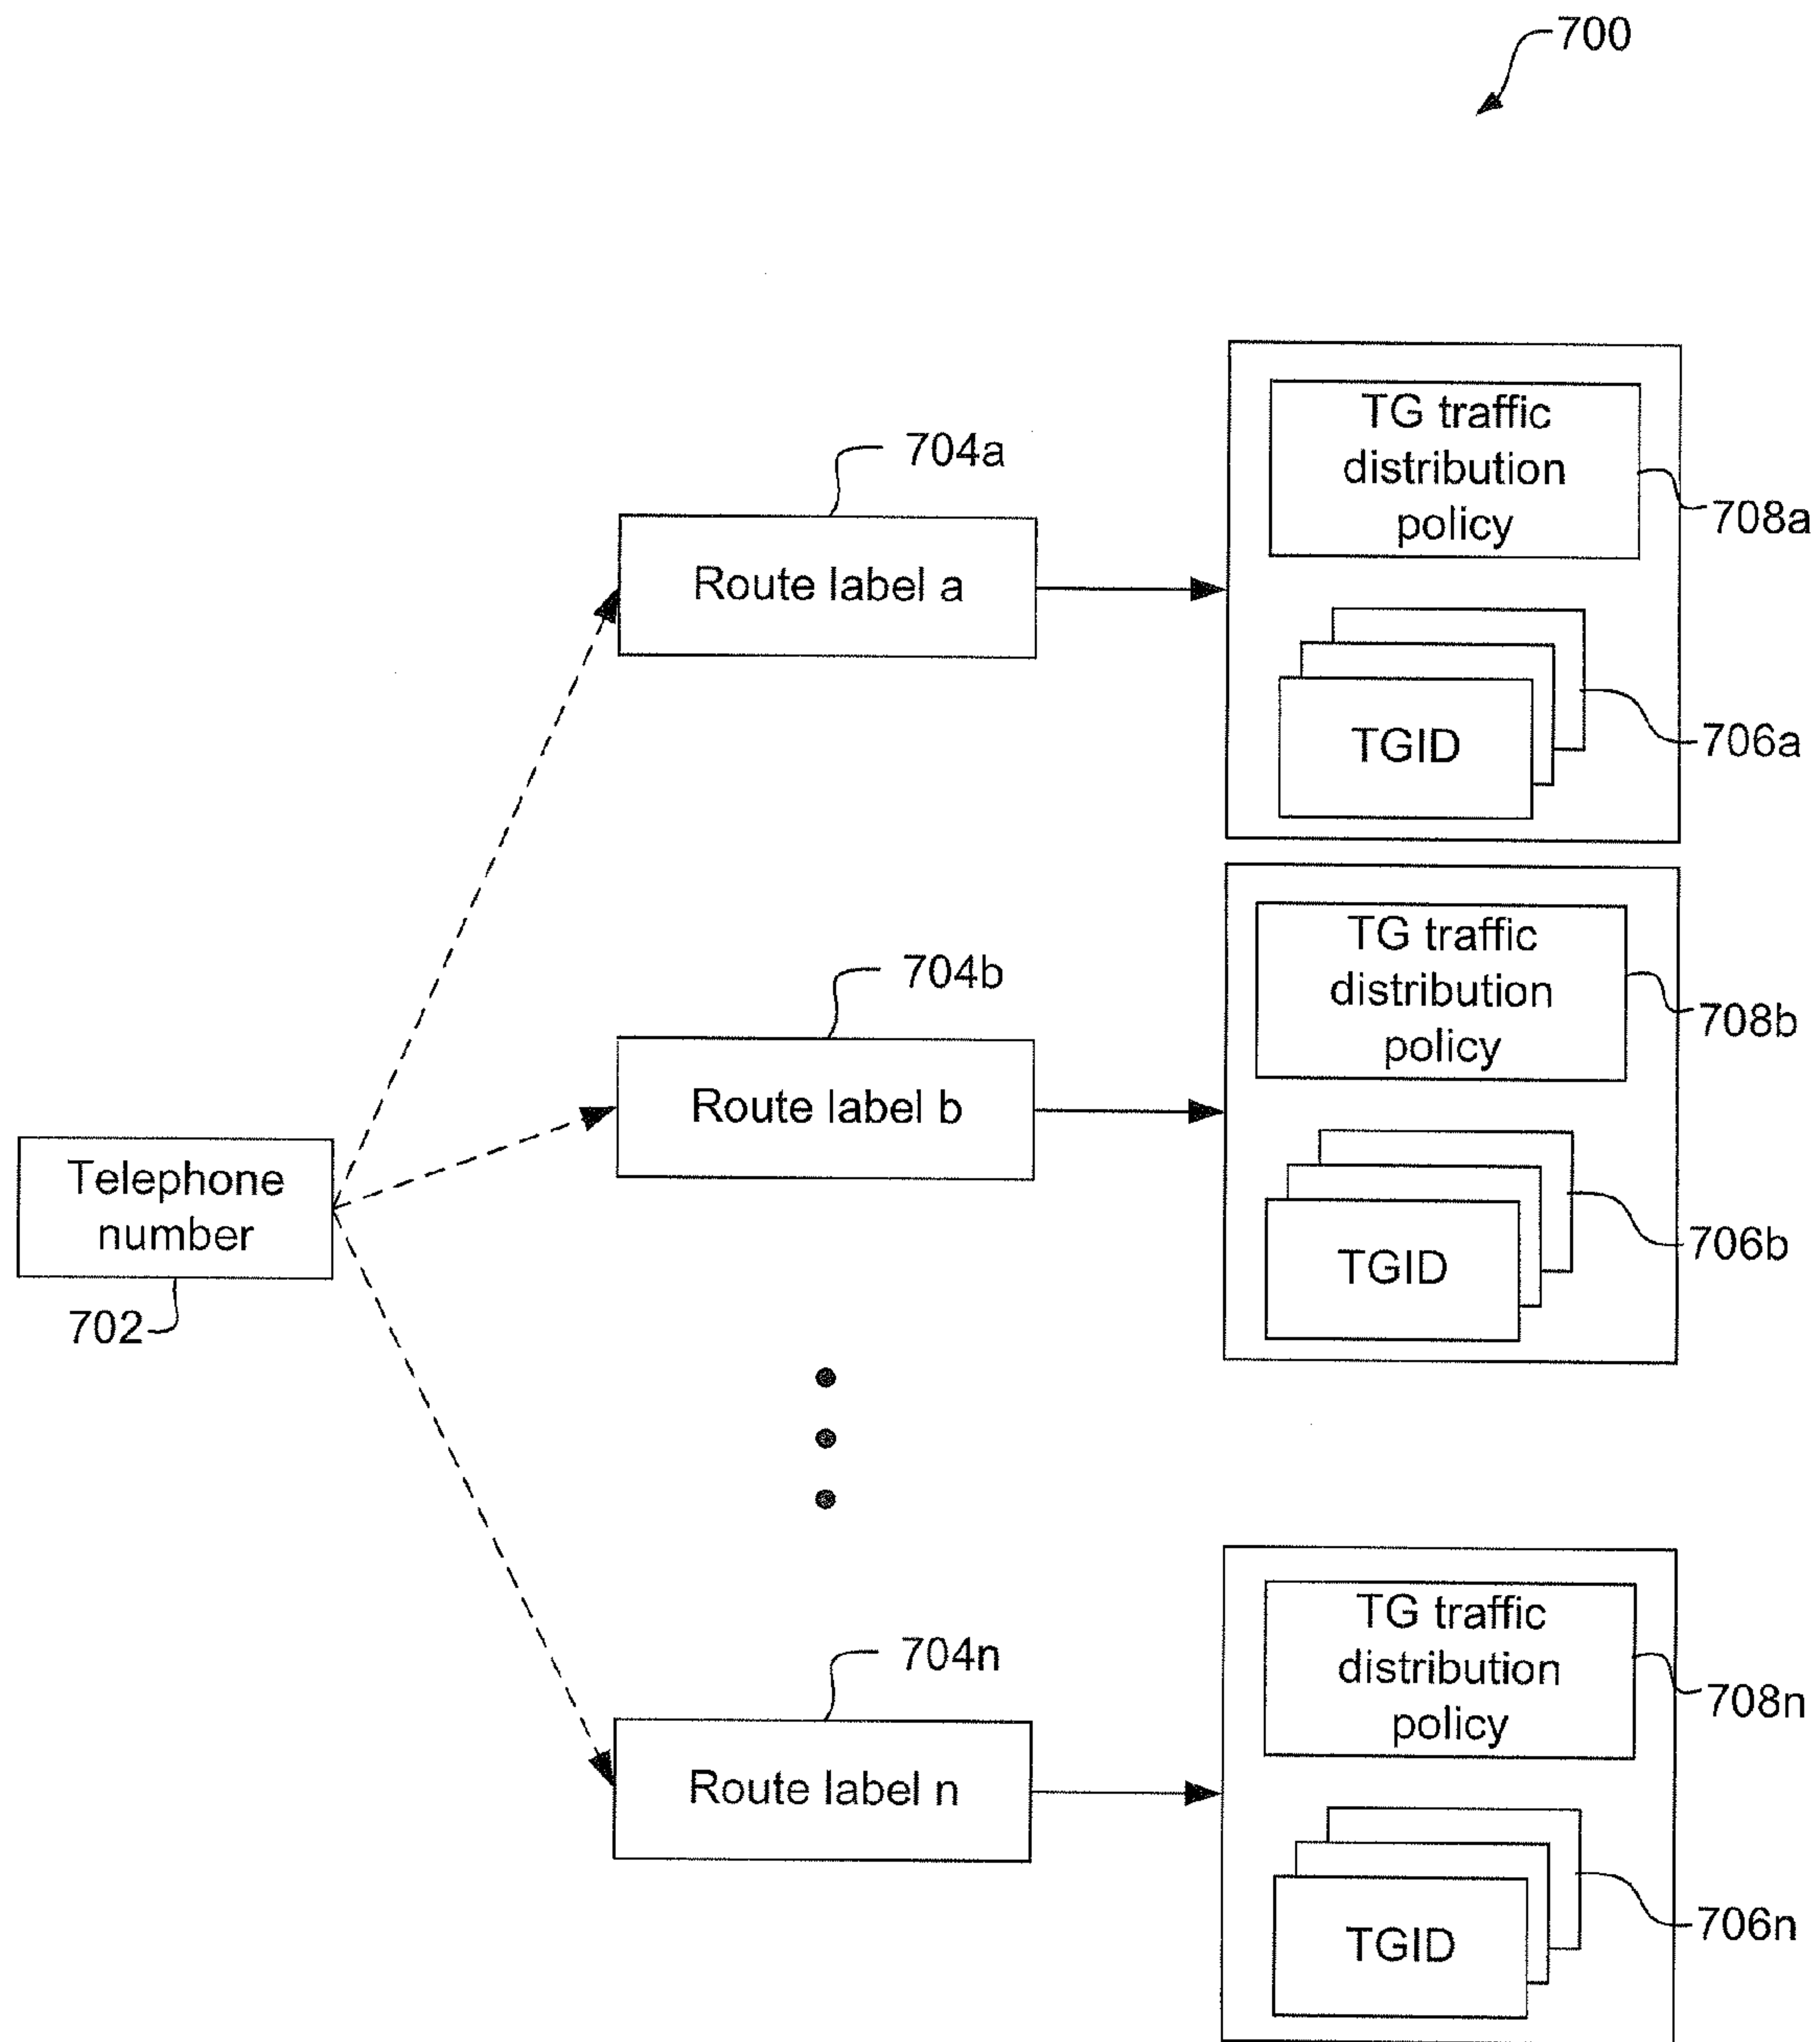 700
TG traffic
distribution
policy
704a
708a
Route label a
706a
TGID
TG traffic
distribution
policy
704b
708b
Route label b
Telephone
number
706b
TGID
702
TG traffic
distribution
policy
704n
708n
Route label n
706n
TGID